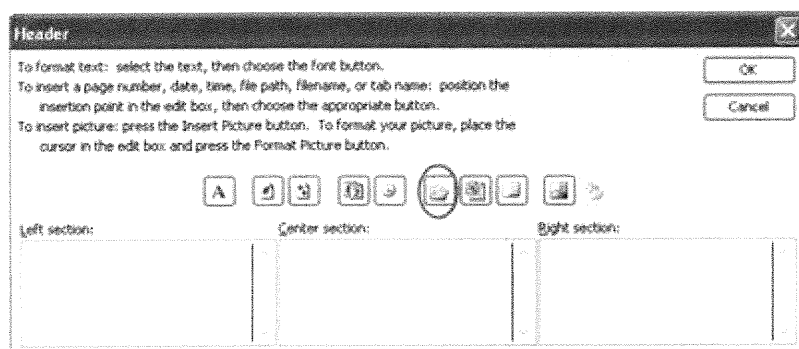 Header
To format text: select the text, then choose the font button.
To insert a page number, date, time, file path, filename, or tab name: position the
insertion point in the edit box, then choose the appropriate button.
To insert picture: press the Insert Picture button. To format your picture, place the
cursor in the edit box and press the Format Picture button.
OK
Cancel
A
Left section:
Center section:
Right section: